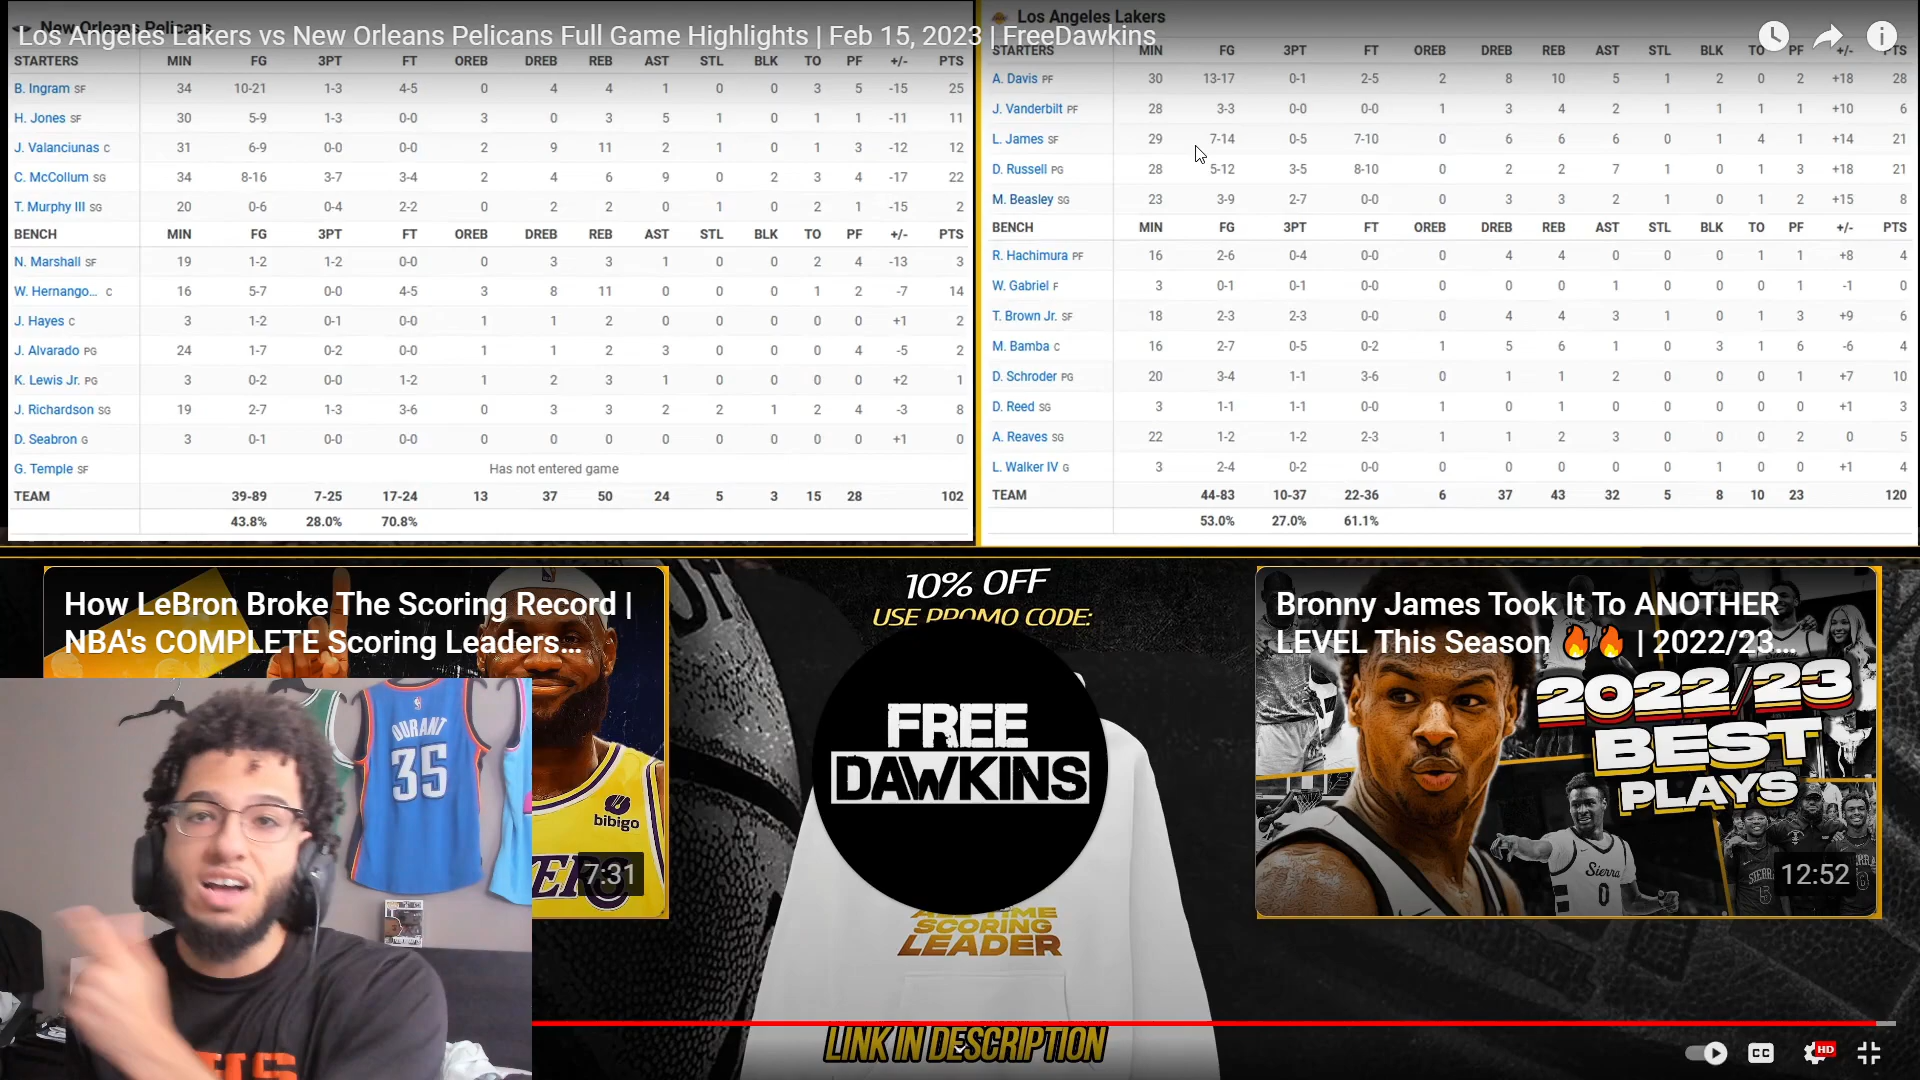 New Orleans Pelicans
Los Angeles Lakers vs New Orleans Pelicans Full Game Highlights | Feb 15, 2023 | FreeDawkins
STARTERS MIN FG 3PT FT OREB DREB REB AST STL BLK TO PF +/- PTS
B. Ingram SF 34 10-21 1-3 4-5 0 4 4 1 0 0 3 5 -15 25
H. Jones SF 30 5-9 1-3 0-0 3 0 3 5 1 0 1 1 -11 11
J. Valanciunas C 31 6-9 0-0 0-0 2 9 11 2 1 0 1 3 -12 12
C. McCollum SG 34 8-16 3-7 3-4 2 4 6 9 0 2 3 4 -17 22
T. Murphy III SG 20 0-6 0-4 2-2 0 2 2 0 1 0 2 1 -15 2
BENCH MIN FG 3PT FT OREB DREB REB AST STL BLK TO PF +/- PTS
N. Marshall SF 19 1-2 1-2 0-0 0 3 3 1 0 0 2 4 -13 3
W. Hernango... C 16 5-7 0-0 4-5 3 8 11 0 0 0 1 2 -7 14
J. Hayes C 3 1-2 0-1 0-0 1 1 2 0 0 0 0 0 +1 2
J. Alvarado PG 24 1-7 0-2 0-0 1 1 2 3 0 0 0 4 -5 2
K. Lewis Jr. PG 3 0-2 0-0 1-2 1 2 3 1 0 0 0 0 +2 1
J. Richardson SG 19 2-7 1-3 3-6 0 3 3 2 2 1 2 4 -3 8
D. Seabron G 3 0-1 0-0 0-0 0 0 0 0 0 0 0 0 +1 0
G. Temple SF Has not entered game
TEAM 39-89 7-25 17-24 13 37 50 24 5 3 15 28 102
43.8% 28.0% 70.8%
Los Angeles Lakers
STARTERS MIN FG 3PT FT OREB DREB REB AST STL BLK TO PF +/- PTS
A. Davis PF 30 13-17 0-1 2-5 2 8 10 5 1 2 0 2 +18 28
J. Vanderbilt PF 28 3-3 0-0 0-0 1 3 4 2 1 1 1 1 +10 6
L. James SF 29 7-14 0-5 7-10 0 6 6 6 0 1 4 1 +14 21
D. Russell PG 28 5-12 3-5 8-10 0 2 2 7 1 0 1 3 +18 21
M. Beasley SG 23 3-9 2-7 0-0 0 3 3 2 1 0 1 2 +15 8
BENCH MIN FG 3PT FT OREB DREB REB AST STL BLK TO PF +/- PTS
R. Hachimura PF 16 2-6 0-4 0-0 0 4 4 0 0 0 1 1 +8 4
W. Gabriel F 3 0-1 0-1 0-0 0 0 0 1 0 0 0 1 -1 0
T. Brown Jr. SF 18 2-3 2-3 0-0 0 4 4 3 1 0 1 3 +9 6
M. Bamba C 16 2-7 0-5 0-2 1 5 6 1 0 3 1 6 -6 4
D. Schroder PG 20 3-4 1-1 3-6 0 1 1 2 0 0 0 1 +7 10
D. Reed SG 3 1-1 1-1 0-0 1 0 1 0 0 0 0 0 +1 3
A. Reaves SG 22 1-2 1-2 2-3 1 1 2 3 0 0 0 2 0 5
L. Walker IV G 3 2-4 0-2 0-0 0 0 0 0 0 1 0 0 +1 4
TEAM 44-83 10-37 22-36 6 37 43 32 5 8 10 23 120
53.0% 27.0% 61.1%
How LeBron Broke The Scoring Record |
NBA's COMPLETE Scoring Leaders...
bibigo
7:31
DURANT
35
10% OFF
USE PROMO CODE:
FREE
DAWKINS
ALL TIME
SCORING
LEADER
LINK IN DESCRIPTION
Bronny James Took It To ANOTHER
LEVEL This Season 🔥🔥 | 2022/23...
2022/23
BEST
PLAYS
Sierra
0
12:52
CC
HD